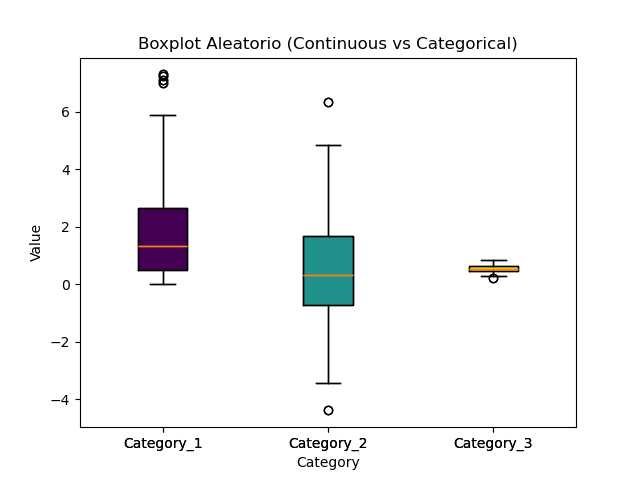 Boxplot Aleatorio (Continuous vs Categorical)
6
4
2
0
−2
−4
Value
Category_1
Category_2
Category_3
Category